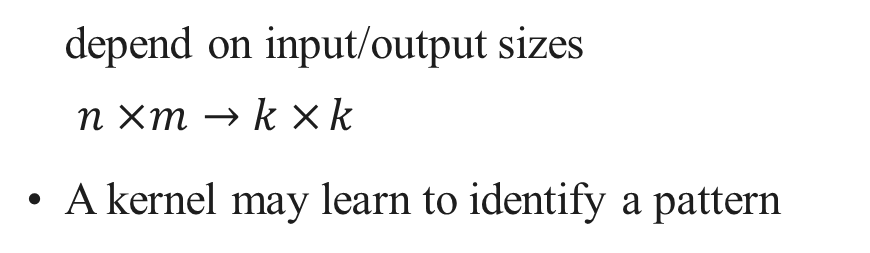 depend on input/output sizes
n ×m → k × k
• A kernel may learn to identify a pattern